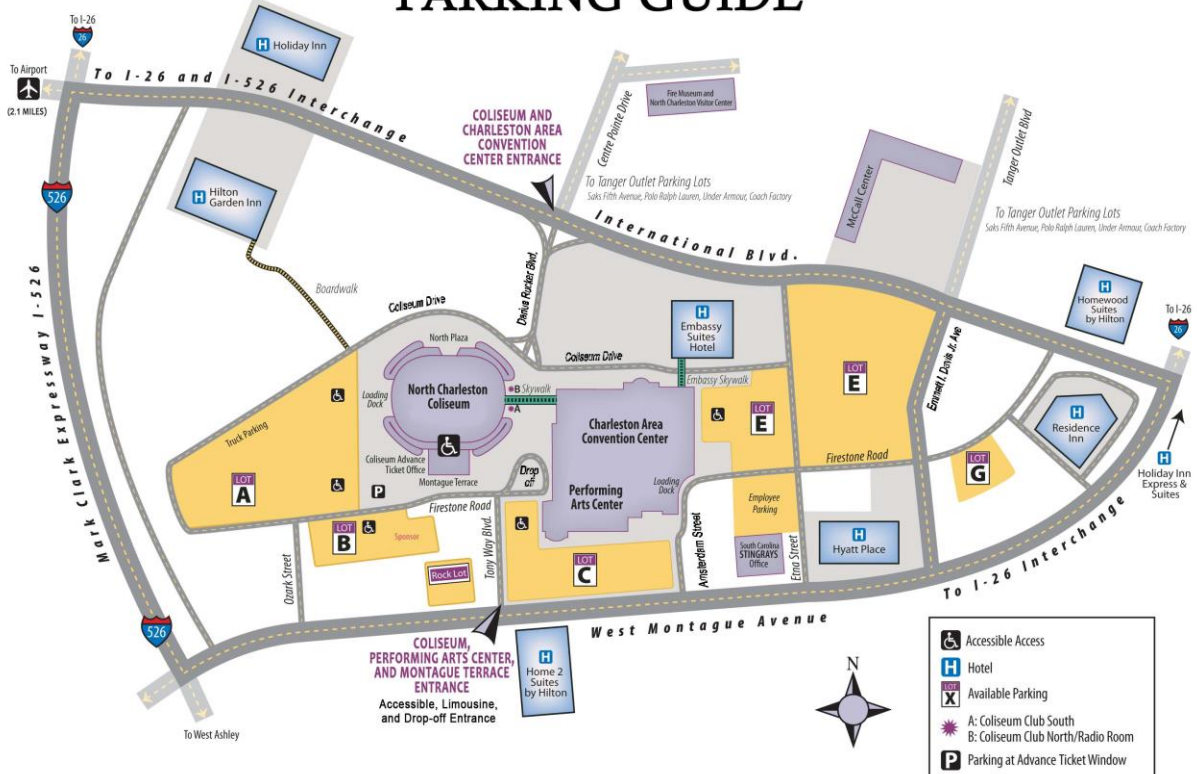 PARKING GUIDE
To I-26
26
Holiday Inn
To Airport
(2.1 MILES)
To I-26 and I-526 Interchange
COLISEUM AND
CHARLESTON AREA
CONVENTION
CENTER ENTRANCE
Centre Pointe Drive
Fire Museum and
North Charleston Visitor Center
Tanger Outlet Blvd
McCall Center
To Tanger Outlet Parking Lots
Saks Fifth Avenue, Polo Ralph Lauren, Under Armour, Coach Factory
To Tanger Outlet Parking Lots
Saks Fifth Avenue, Polo Ralph Lauren, Under Armour, Coach Factory
526
Hilton
Garden Inn
International Blvd.
Mark Clark Expressway I-526
Boardwalk
Coliseum Drive
Darius Rucker Blvd.
Homewood
Suites
by Hilton
To I-26
26
Embassy
Suites
Hotel
North Plaza
Coliseum Drive
Embassy Skywalk
Emmett I. Davis Jr. Ave
Loading
Dock
North Charleston
Coliseum
B Skywalk
A
Charleston Area
Convention Center
LOT
E
LOT
E
Residence
Inn
Truck Parking
Coliseum Advance
Ticket Office
Montague Terrace
Drop
off
Performing
Arts Center
Loading
Dock
Firestone Road
LOT
G
Holiday Inn
Express &
Suites
LOT
A
P
Firestone Road
Employee
Parking
LOT
B
Sponsor
Tony Way Blvd.
Amsterdam Street
South Carolina
STINGRAYS
Office
Etna Street
Hyatt Place
Ozark Street
Rock Lot
LOT
C
To I-26 Interchange
526
West Montague Avenue
COLISEUM,
PERFORMING ARTS CENTER,
AND MONTAGUE TERRACE
ENTRANCE
Accessible, Limousine,
and Drop-off Entrance
Home 2
Suites
by Hilton
N
To West Ashley
Accessible Access
H Hotel
LOT
X
Available Parking
A: Coliseum Club South
B: Coliseum Club North/Radio Room
P Parking at Advance Ticket Window